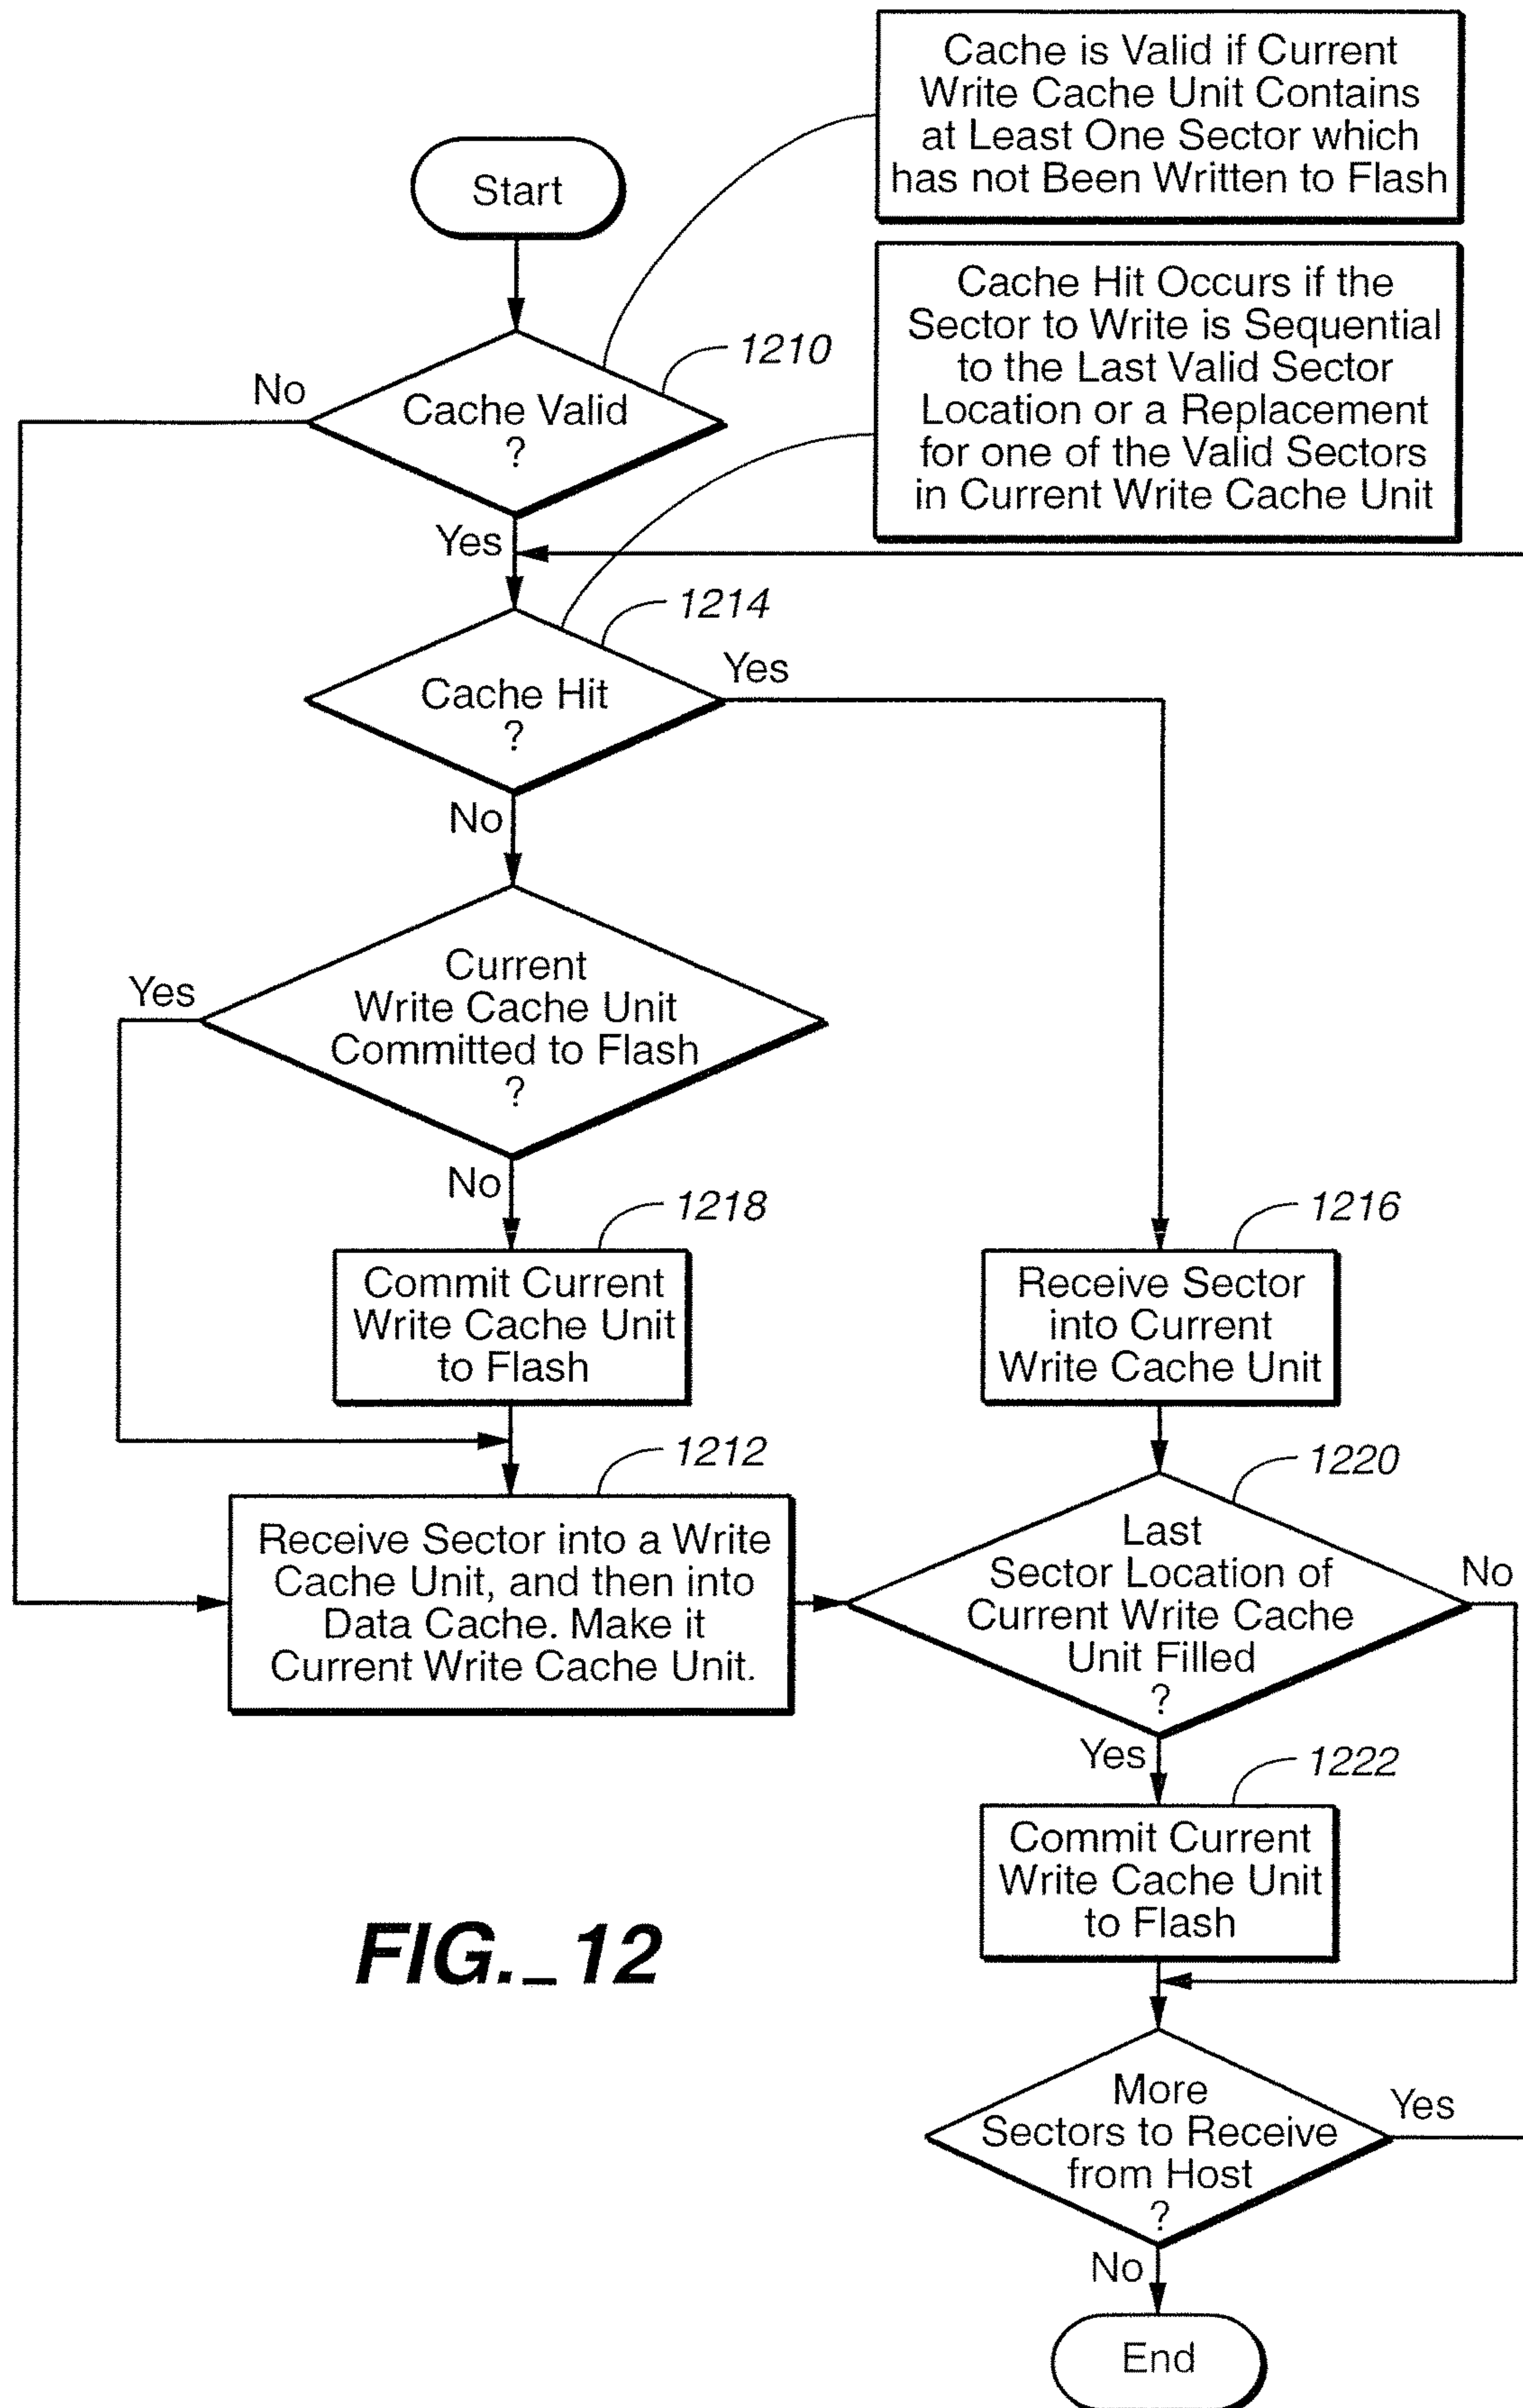 Cache is Valid if Current
Write Cache Unit Contains
at Least One Sector which
has not Been Written to Flash
Start
Cache Hit Occurs if the
Sector to Write is Sequential
to the Last Valid Sector
Location or a Replacement
for one of the Valid Sectors
in Current Write Cache Unit
1210
No
Cache Valid
?
Yes
1214
Cache Hit
?
Yes
No
Current
Write Cache Unit
Committed to Flash
?
Yes
No
1218
Commit Current
Write Cache Unit
to Flash
1216
Receive Sector
into Current
Write Cache Unit
1212
Receive Sector into a Write
Cache Unit, and then into
Data Cache. Make it
Current Write Cache Unit.
1220
Last
Sector Location of
Current Write Cache
Unit Filled
?
No
Yes
1222
Commit Current
Write Cache Unit
to Flash
FIG._12
More
Sectors to Receive
from Host
?
Yes
No
End